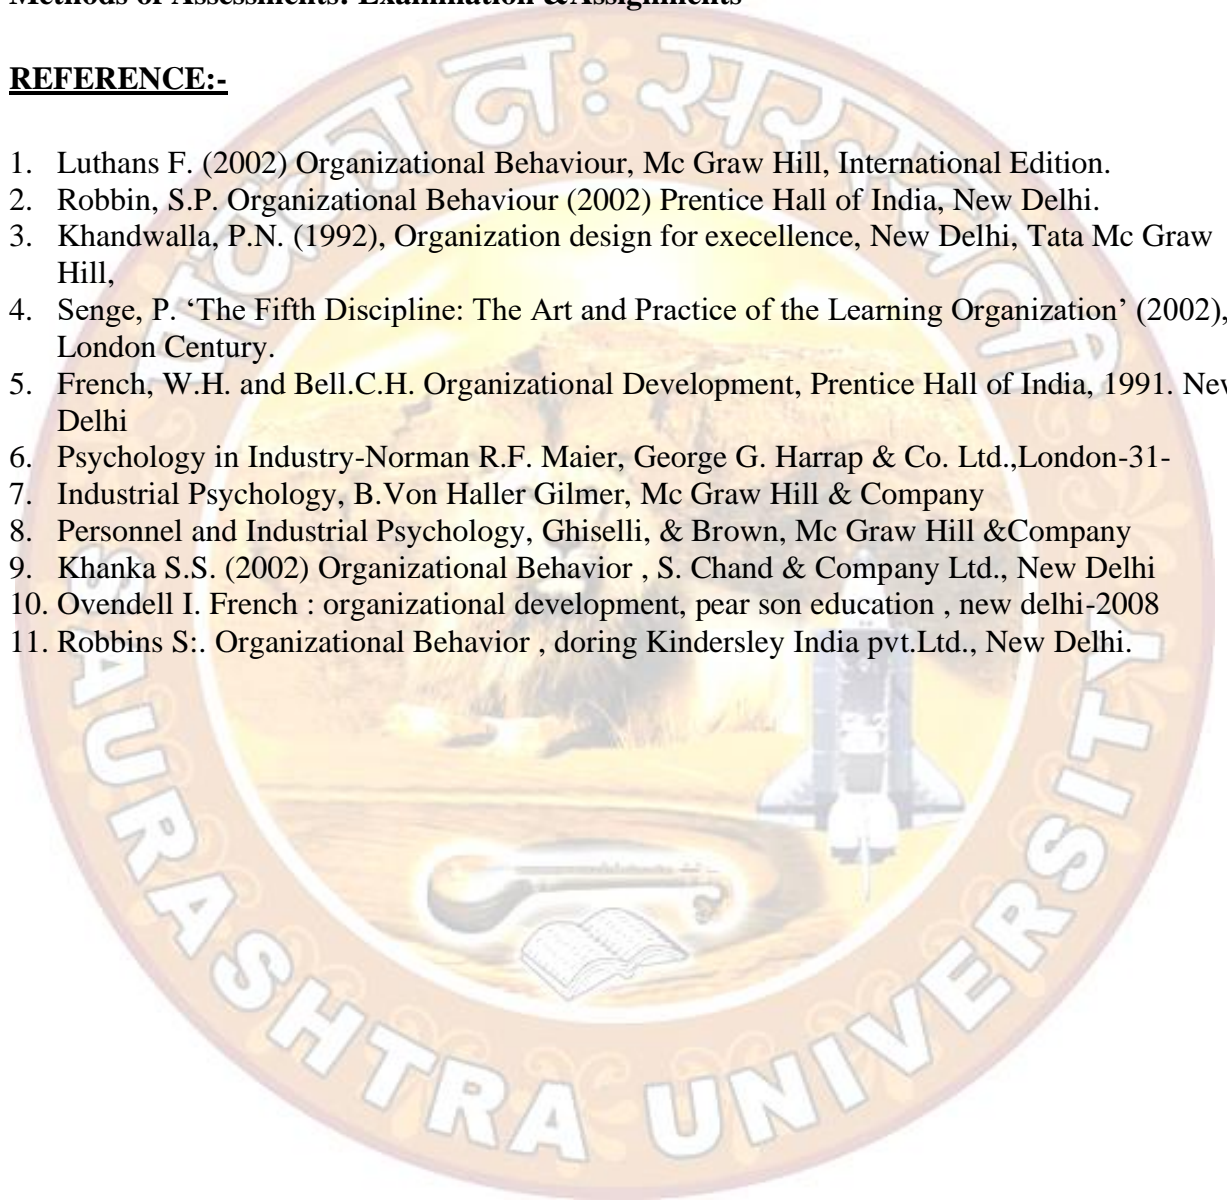 Methods of Assessments: Examination &Assignments
REFERENCE:-
1. Luthans F. (2002) Organizational Behaviour, Mc Graw Hill, International Edition.
2. Robbin, S.P. Organizational Behaviour (2002) Prentice Hall of India, New Delhi.
3. Khandwalla, P.N. (1992), Organization design for execellence, New Delhi, Tata Mc Graw
Hill,
4. Senge, P. ‘The Fifth Discipline: The Art and Practice of the Learning Organization’ (2002),
London Century.
5. French, W.H. and Bell.C.H. Organizational Development, Prentice Hall of India, 1991. New
Delhi
6. Psychology in Industry-Norman R.F. Maier, George G. Harrap & Co. Ltd.,London-31-
7. Industrial Psychology, B.Von Haller Gilmer, Mc Graw Hill & Company
8. Personnel and Industrial Psychology, Ghiselli, & Brown, Mc Graw Hill &Company
9. Khanka S.S. (2002) Organizational Behavior , S. Chand & Company Ltd., New Delhi
10. Ovendell I. French : organizational development, pear son education , new delhi-2008
11. Robbins S:. Organizational Behavior , doring Kindersley India pvt.Ltd., New Delhi.
SAURASHTRA UNIVERSITY